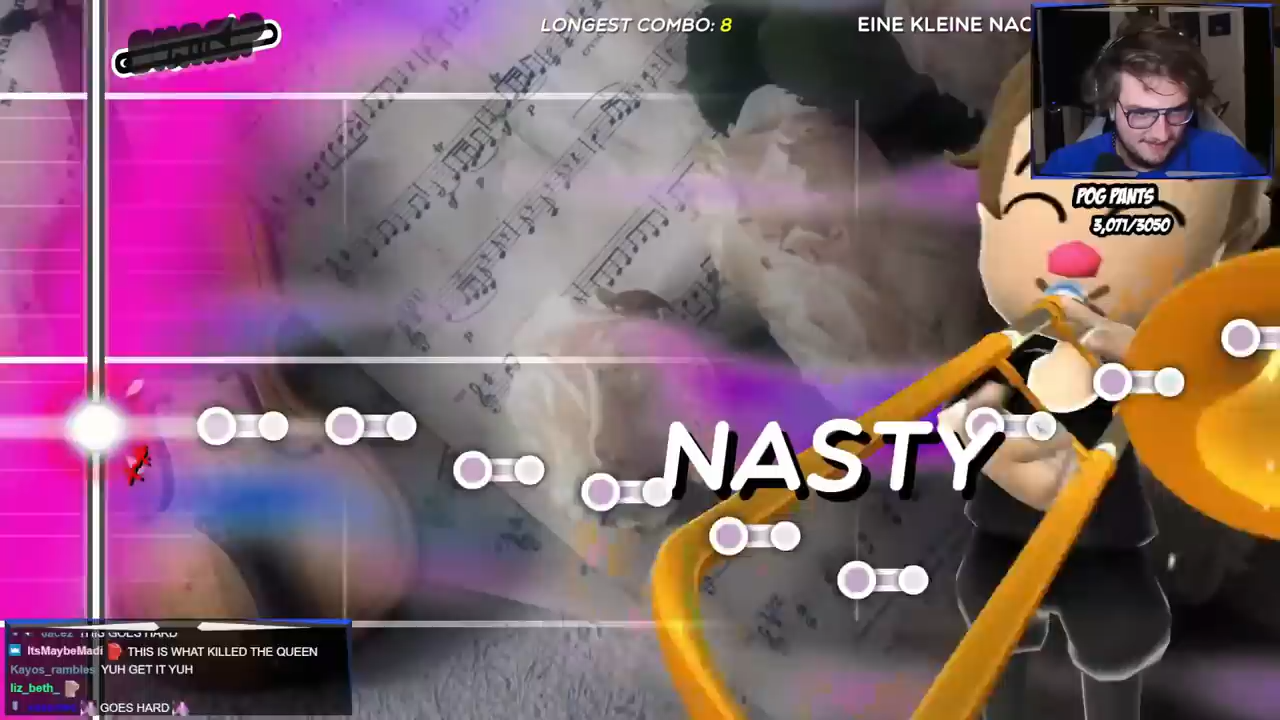 LONGEST COMBO: 8
EINE KLEINE NAC
POG PANTS
3,071/3050
NASTY
THIS GOES HARD
ItsMaybeMadi THIS IS WHAT KILLED THE QUEEN
Kayos_rambles YUH GET IT YUH
liz_beth_
GOES HARD